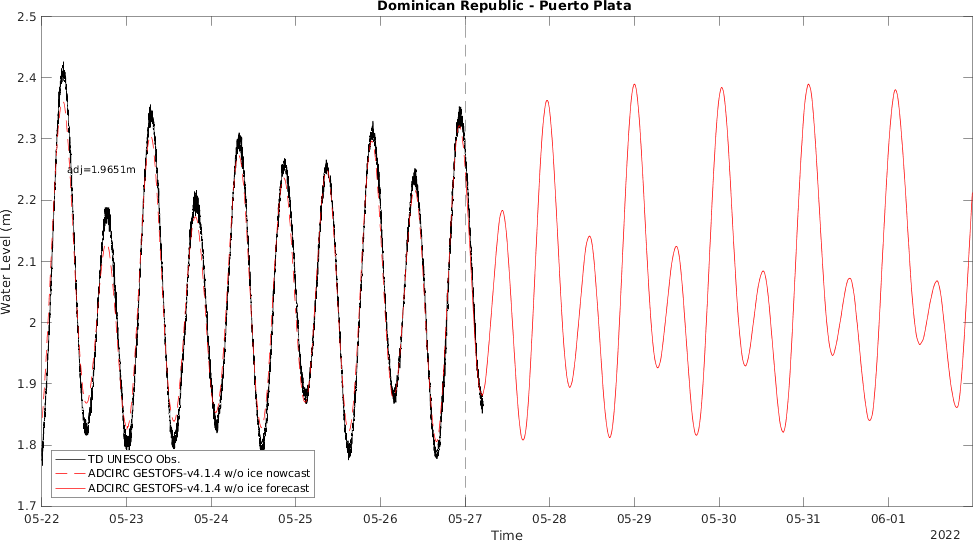 Dominican Republic - Puerto Plata
2.5
2.4
2.3
2.2
2.1
2
1.9
1.8
1.7
Water Level (m)
adj=1.9651m
TD UNESCO Obs.
ADCIRC GESTOFS-v4.1.4 w/o ice nowcast
ADCIRC GESTOFS-v4.1.4 w/o ice forecast
05-22 05-23 05-24 05-25 05-26 05-27 05-28 05-29 05-30 05-31 06-01
Time
2022